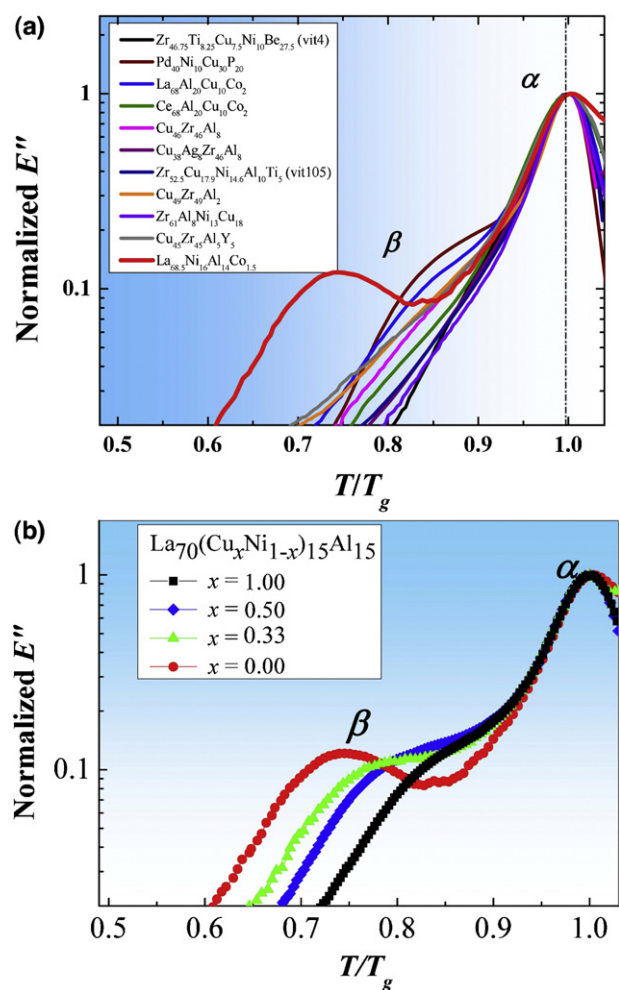 (a)
Normalized E″
1
0.1
Zr46.75Ti8.25Cu7.5Ni10Be27.5 (vit4)
Pd40Ni10Cu30P20
La68Al20Cu10Co2
Ce68Al20Cu10Co2
Cu46Zr46Al8
Cu38Ag8Zr46Al8
Zr52.5Cu17.9Ni14.6Al10Ti5 (vit105)
Cu49Zr49Al2
Zr61Al8Ni13Cu18
Cu45Zr45Al5Y5
La68.5Ni16Al14Co1.5
α
β
0.5 0.6 0.7 0.8 0.9 1.0
T/Tg
(b)
Normalized E″
1
0.1
La70(CuxNi1-x)15Al15
x = 1.00
x = 0.50
x = 0.33
x = 0.00
α
β
0.5 0.6 0.7 0.8 0.9 1.0
T/Tg